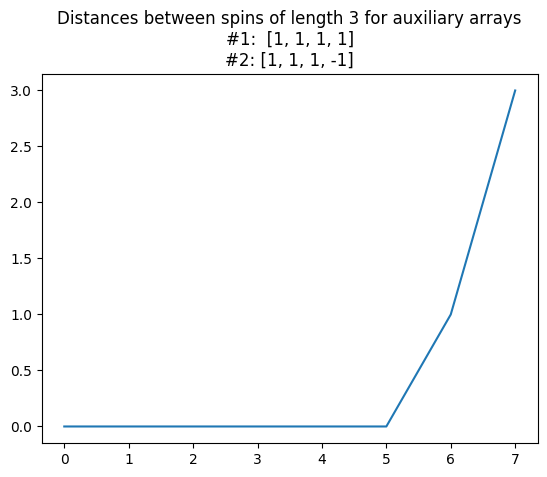 Distances between spins of length 3 for auxiliary arrays
#1:  [1, 1, 1, 1]
#2: [1, 1, 1, -1]
3.0
2.5
2.0
1.5
1.0
0.5
0.0
0 1 2 3 4 5 6 7